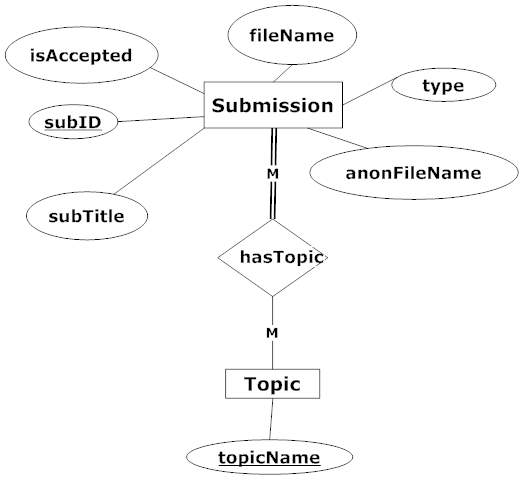 fileName
isAccepted
type
Submission
subID
anonFileName
M
subTitle
hasTopic
M
Topic
topicName